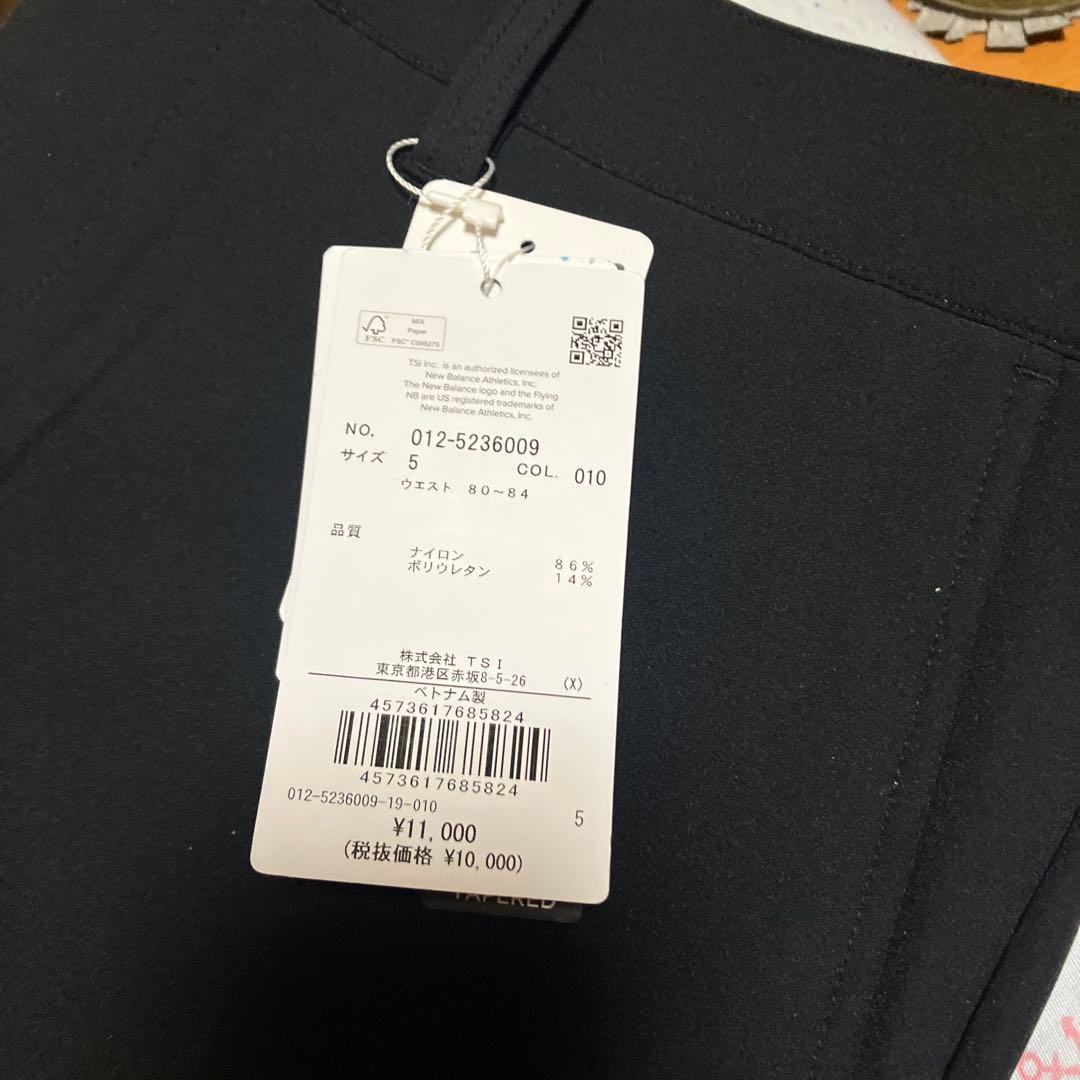 FSC
MIX
Paper
FSC® C095275
TSI Inc. is an authorized licensees of
New Balance Athletics, Inc.
The New Balance logo and the Flying
NB are US registered trademarks of
New Balance Athletics, Inc.
NO. 012-5236009
サイズ 5 COL. 010
ウエスト 80~84
品質
ナイロン 86%
ポリウレタン 14%
株式会社 TSI
東京都港区赤坂8-5-26 (X)
ベトナム製
4573617685824
4573617685824
012-5236009-19-010 5
¥11,000
(税抜価格 ¥10,000)
TAPERED